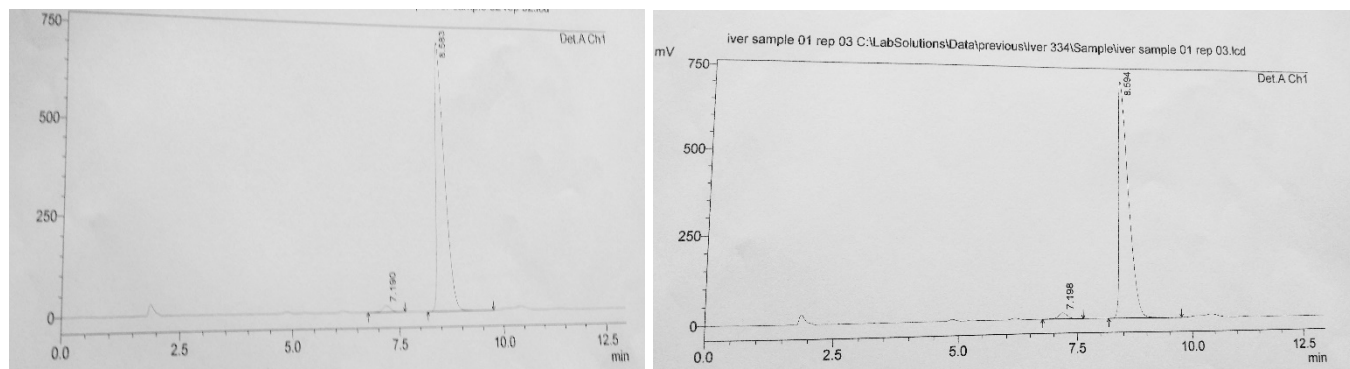 750
Det.A Ch1
8.583
500
250
7.190
0
0.0 2.5 5.0 7.5 10.0 12.5
min
mV
iver sample 01 rep 03 C:\LabSolutions\Data\previous\Iver 334\Sample\iver sample 01 rep 03.lcd
750
Det.A Ch1
8.594
500
250
7.198
0
0.0 2.5 5.0 7.5 10.0 12.5
min